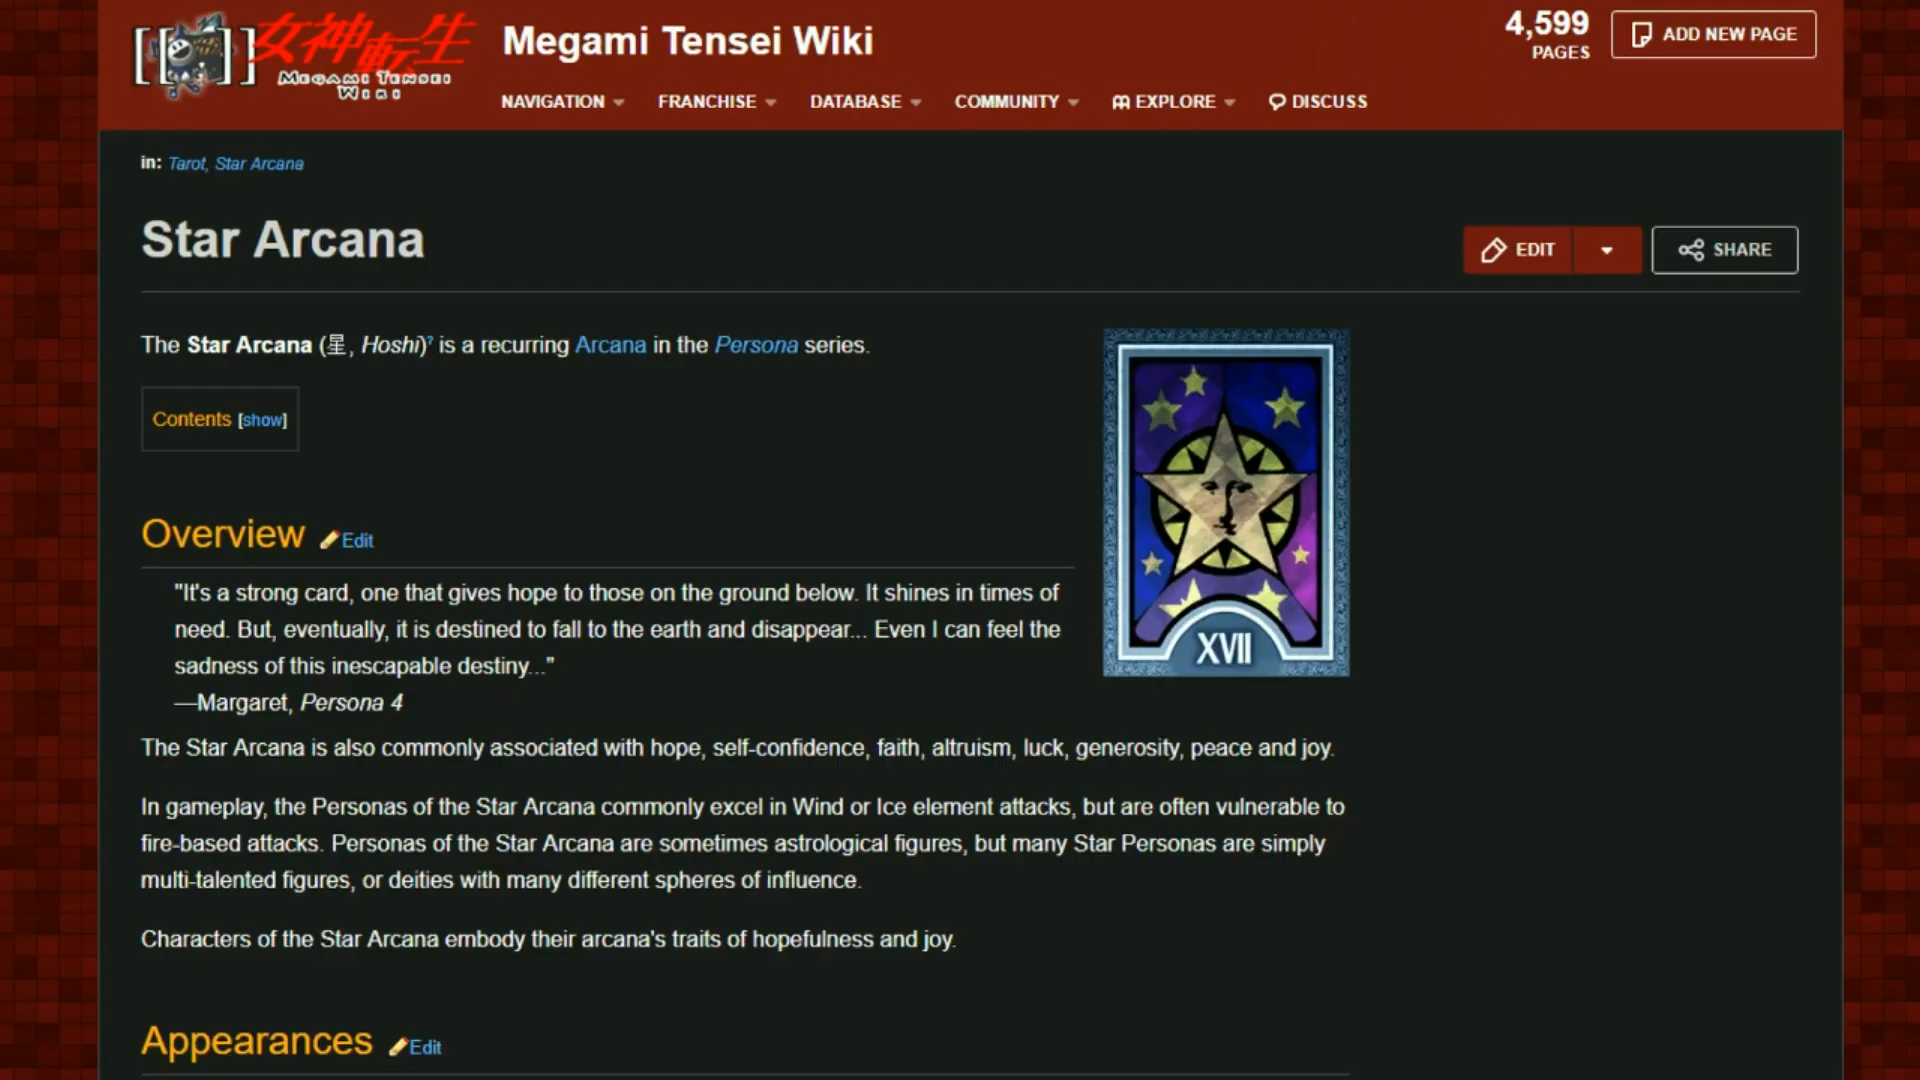 女神転生
MEGAMI TENSEI
WIKI
Megami Tensei Wiki
4,599
PAGES
ADD NEW PAGE
NAVIGATION FRANCHISE DATABASE COMMUNITY EXPLORE DISCUSS
in: Tarot, Star Arcana
Star Arcana
EDIT
SHARE
The Star Arcana (星, Hoshi)? is a recurring Arcana in the Persona series.
Contents [show]
Overview Edit
"It's a strong card, one that gives hope to those on the ground below. It shines in times of
need. But, eventually, it is destined to fall to the earth and disappear... Even I can feel the
sadness of this inescapable destiny..."
—Margaret, Persona 4
XVII
The Star Arcana is also commonly associated with hope, self-confidence, faith, altruism, luck, generosity, peace and joy.
In gameplay, the Personas of the Star Arcana commonly excel in Wind or Ice element attacks, but are often vulnerable to
fire-based attacks. Personas of the Star Arcana are sometimes astrological figures, but many Star Personas are simply
multi-talented figures, or deities with many different spheres of influence.
Characters of the Star Arcana embody their arcana's traits of hopefulness and joy.
Appearances Edit